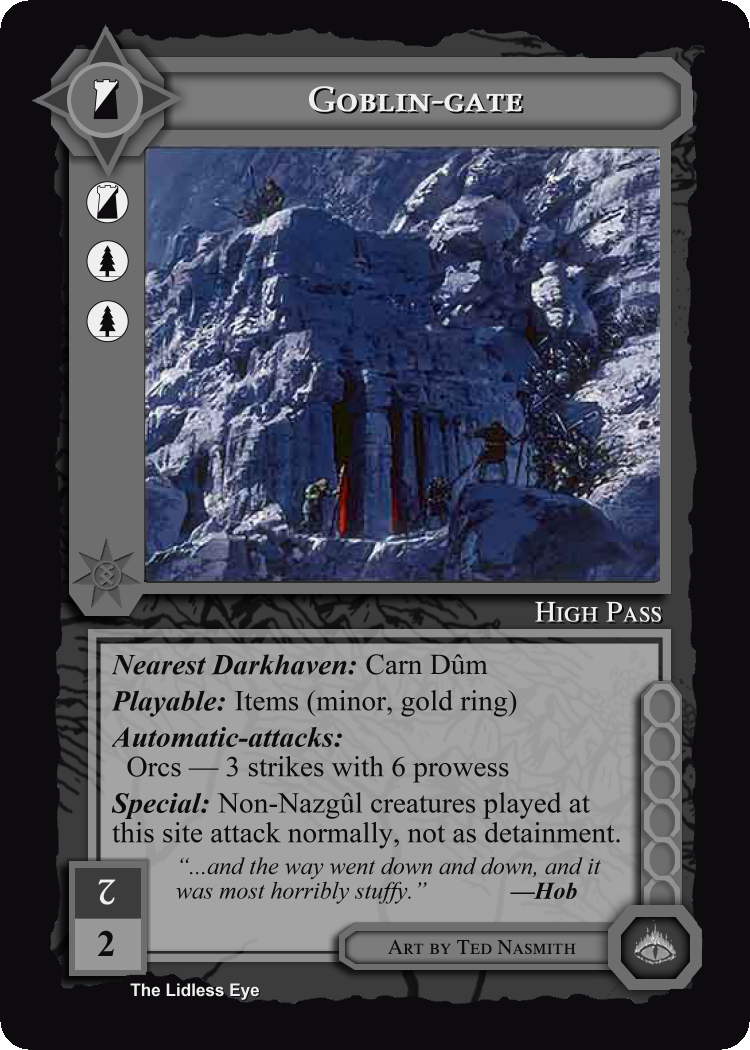 Goblin-gate
High Pass
Nearest Darkhaven: Carn Dûm
Playable: Items (minor, gold ring)
Automatic-attacks:
Orcs — 3 strikes with 6 prowess
Special: Non-Nazgûl creatures played at
this site attack normally, not as detainment.
“...and the way went down and down, and it
was most horribly stuffy.” —Hob
2
2
Art by Ted Nasmith
The Lidless Eye